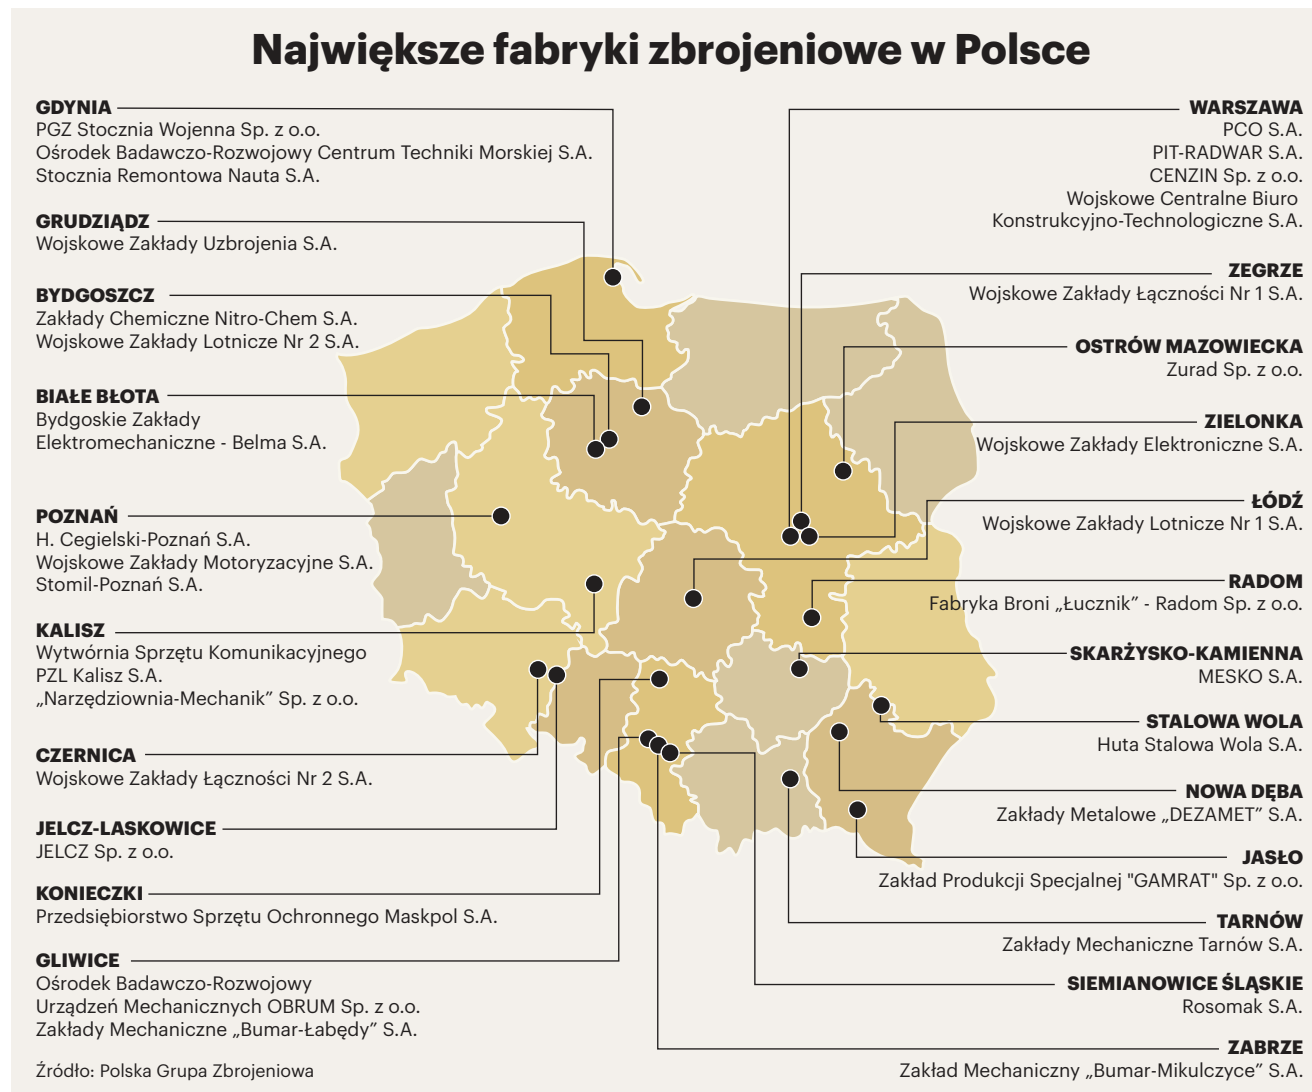 Największe fabryki zbrojeniowe w Polsce
GDYNIA
PGZ Stocznia Wojenna Sp. z o.o.
Ośrodek Badawczo-Rozwojowy Centrum Techniki Morskiej S.A.
Stocznia Remontowa Nauta S.A.
GRUDZIĄDZ
Wojskowe Zakłady Uzbrojenia S.A.
BYDGOSZCZ
Zakłady Chemiczne Nitro-Chem S.A.
Wojskowe Zakłady Lotnicze Nr 2 S.A.
BIAŁE BŁOTA
Bydgoskie Zakłady
Elektromechaniczne - Belma S.A.
POZNAŃ
H. Cegielski-Poznań S.A.
Wojskowe Zakłady Motoryzacyjne S.A.
Stomil-Poznań S.A.
KALISZ
Wytwórnia Sprzętu Komunikacyjnego
PZL Kalisz S.A.
„Narzędziownia-Mechanik” Sp. z o.o.
CZERNICA
Wojskowe Zakłady Łączności Nr 2 S.A.
JELCZ-LASKOWICE
JELCZ Sp. z o.o.
KONIECZKI
Przedsiębiorstwo Sprzętu Ochronnego Maskpol S.A.
GLIWICE
Ośrodek Badawczo-Rozwojowy
Urządzeń Mechanicznych OBRUM Sp. z o.o.
Zakłady Mechaniczne „Bumar-Łabędy” S.A.
Źródło: Polska Grupa Zbrojeniowa
WARSZAWA
PCO S.A.
PIT-RADWAR S.A.
CENZIN Sp. z o.o.
Wojskowe Centralne Biuro
Konstrukcyjno-Technologiczne S.A.
ZEGRZE
Wojskowe Zakłady Łączności Nr 1 S.A.
OSTRÓW MAZOWIECKA
Zurad Sp. z o.o.
ZIELONKA
Wojskowe Zakłady Elektroniczne S.A.
ŁÓDŹ
Wojskowe Zakłady Lotnicze Nr 1 S.A.
RADOM
Fabryka Broni „Łucznik” - Radom Sp. z o.o.
SKARŻYSKO-KAMIENNA
MESKO S.A.
STALOWA WOLA
Huta Stalowa Wola S.A.
NOWA DĘBA
Zakłady Metalowe „DEZAMET” S.A.
JASŁO
Zakład Produkcji Specjalnej "GAMRAT" Sp. z o.o.
TARNÓW
Zakłady Mechaniczne Tarnów S.A.
SIEMIANOWICE ŚLĄSKIE
Rosomak S.A.
ZABRZE
Zakład Mechaniczny „Bumar-Mikulczyce” S.A.